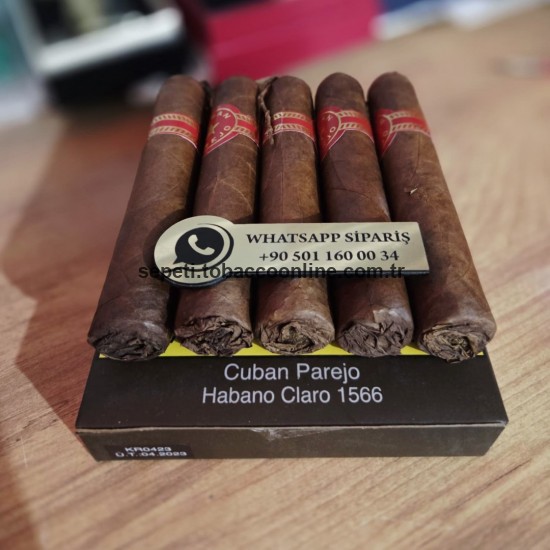 WHATSAPP SİPARİŞ
+90 501 160 00 34
sepeti.tobaccoonline.com.tr
Cuban Parejo
Habano Claro 1566
KR0423
Ü.T.:04.2023